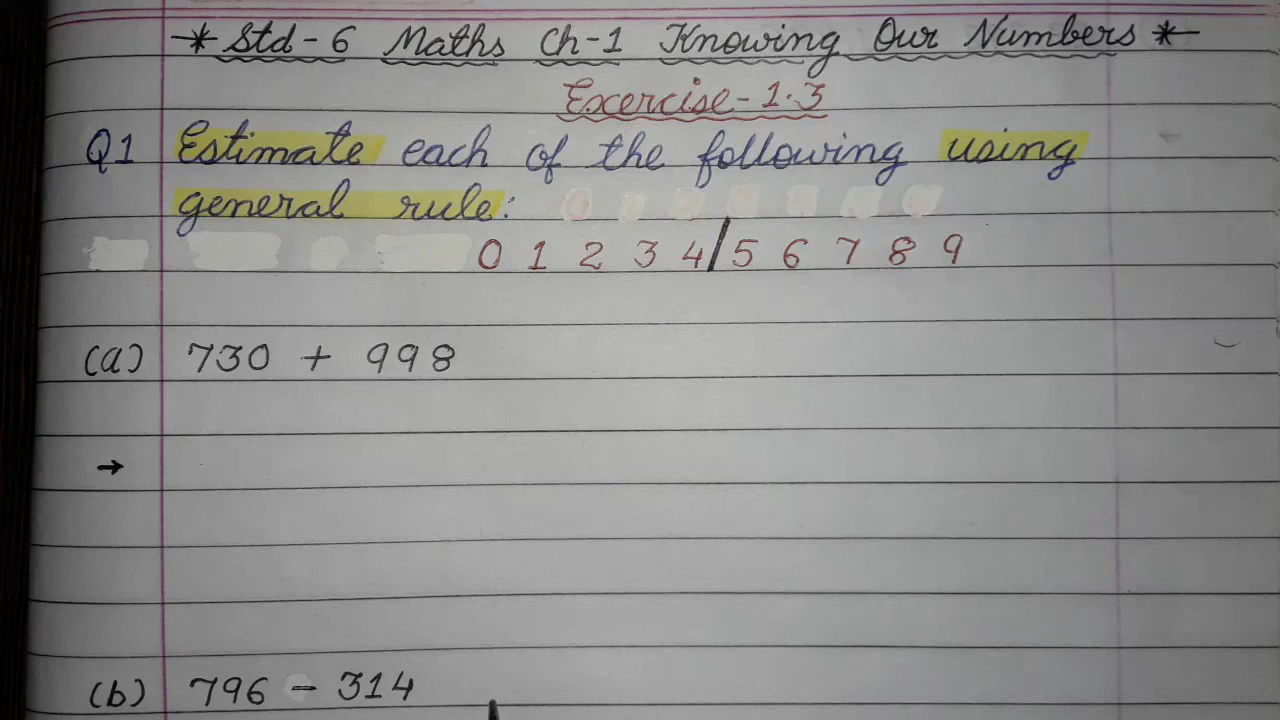 * Std-6 Maths Ch-1 Knowing Our Numbers *
Exercise-1.3
Q1 Estimate each of the following using
general rule:
0 1 2 3 4/5 6 7 8 9
(a) 730 + 998
→
(b) 796 - 314